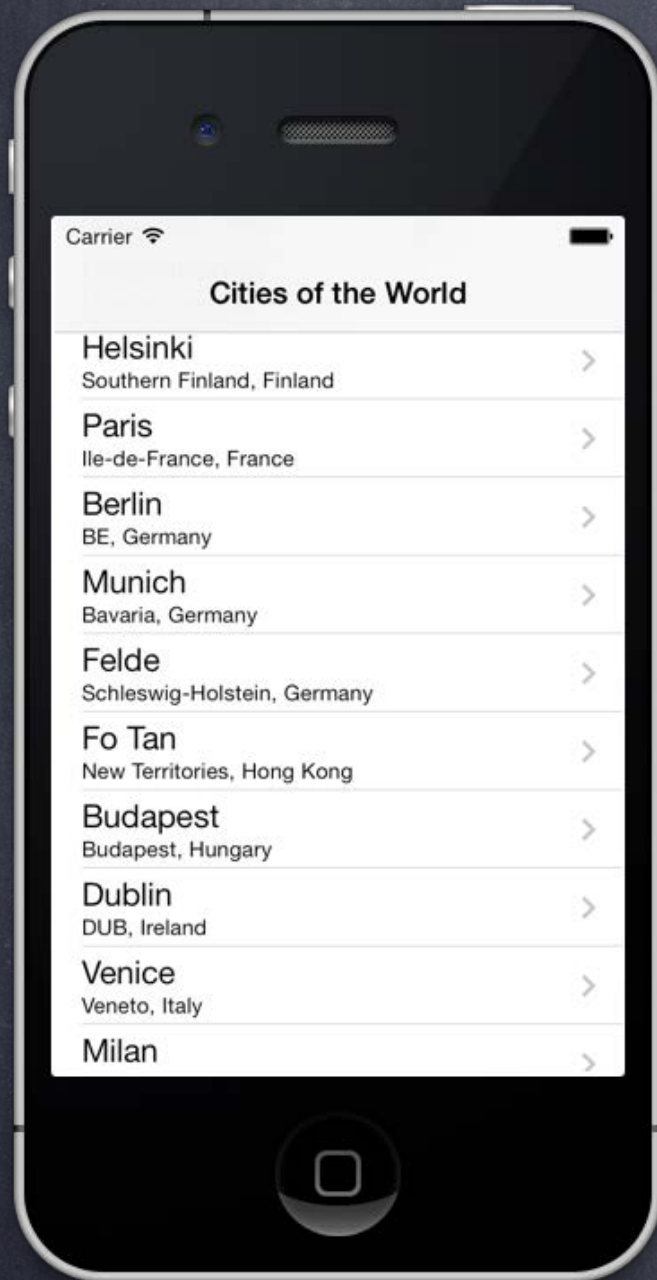 Carrier
Cities of the World
Helsinki
Southern Finland, Finland
Paris
Ile-de-France, France
Berlin
BE, Germany
Munich
Bavaria, Germany
Felde
Schleswig-Holstein, Germany
Fo Tan
New Territories, Hong Kong
Budapest
Budapest, Hungary
Dublin
DUB, Ireland
Venice
Veneto, Italy
Milan